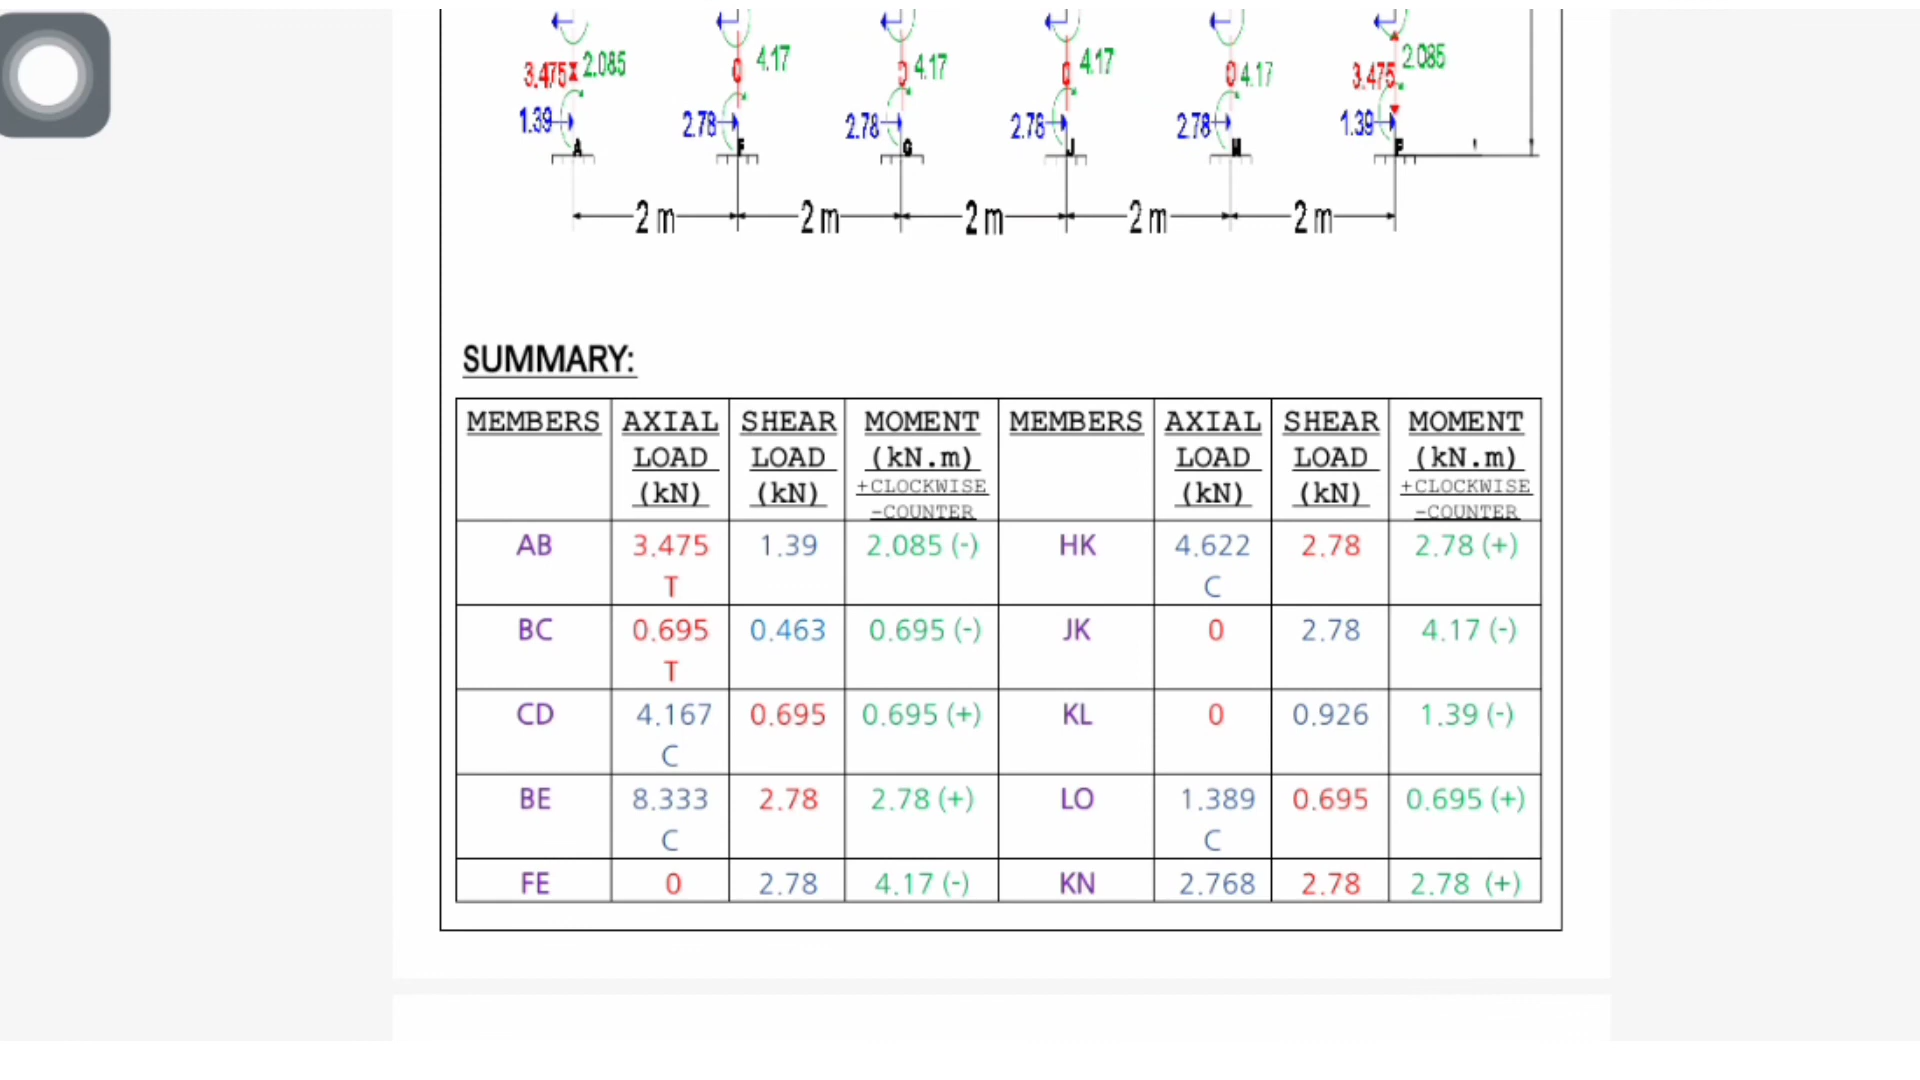 3.475 2.085 4.17 4.17 4.17 4.17 3.475 2.085
1.39 2.78 2.78 2.78 2.78 1.39
A F G J M P
2 m 2 m 2 m 2 m 2 m
SUMMARY:
MEMBERS AXIAL LOAD (kN) SHEAR LOAD (kN) MOMENT (kN.m) +CLOCKWISE -COUNTER MEMBERS AXIAL LOAD (kN) SHEAR LOAD (kN) MOMENT (kN.m) +CLOCKWISE -COUNTER
AB 3.475 T 1.39 2.085 (-) HK 4.622 C 2.78 2.78 (+)
BC 0.695 T 0.463 0.695 (-) JK 0 2.78 4.17 (-)
CD 4.167 C 0.695 0.695 (+) KL 0 0.926 1.39 (-)
BE 8.333 C 2.78 2.78 (+) LO 1.389 C 0.695 0.695 (+)
FE 0 2.78 4.17 (-) KN 2.768 2.78 2.78 (+)